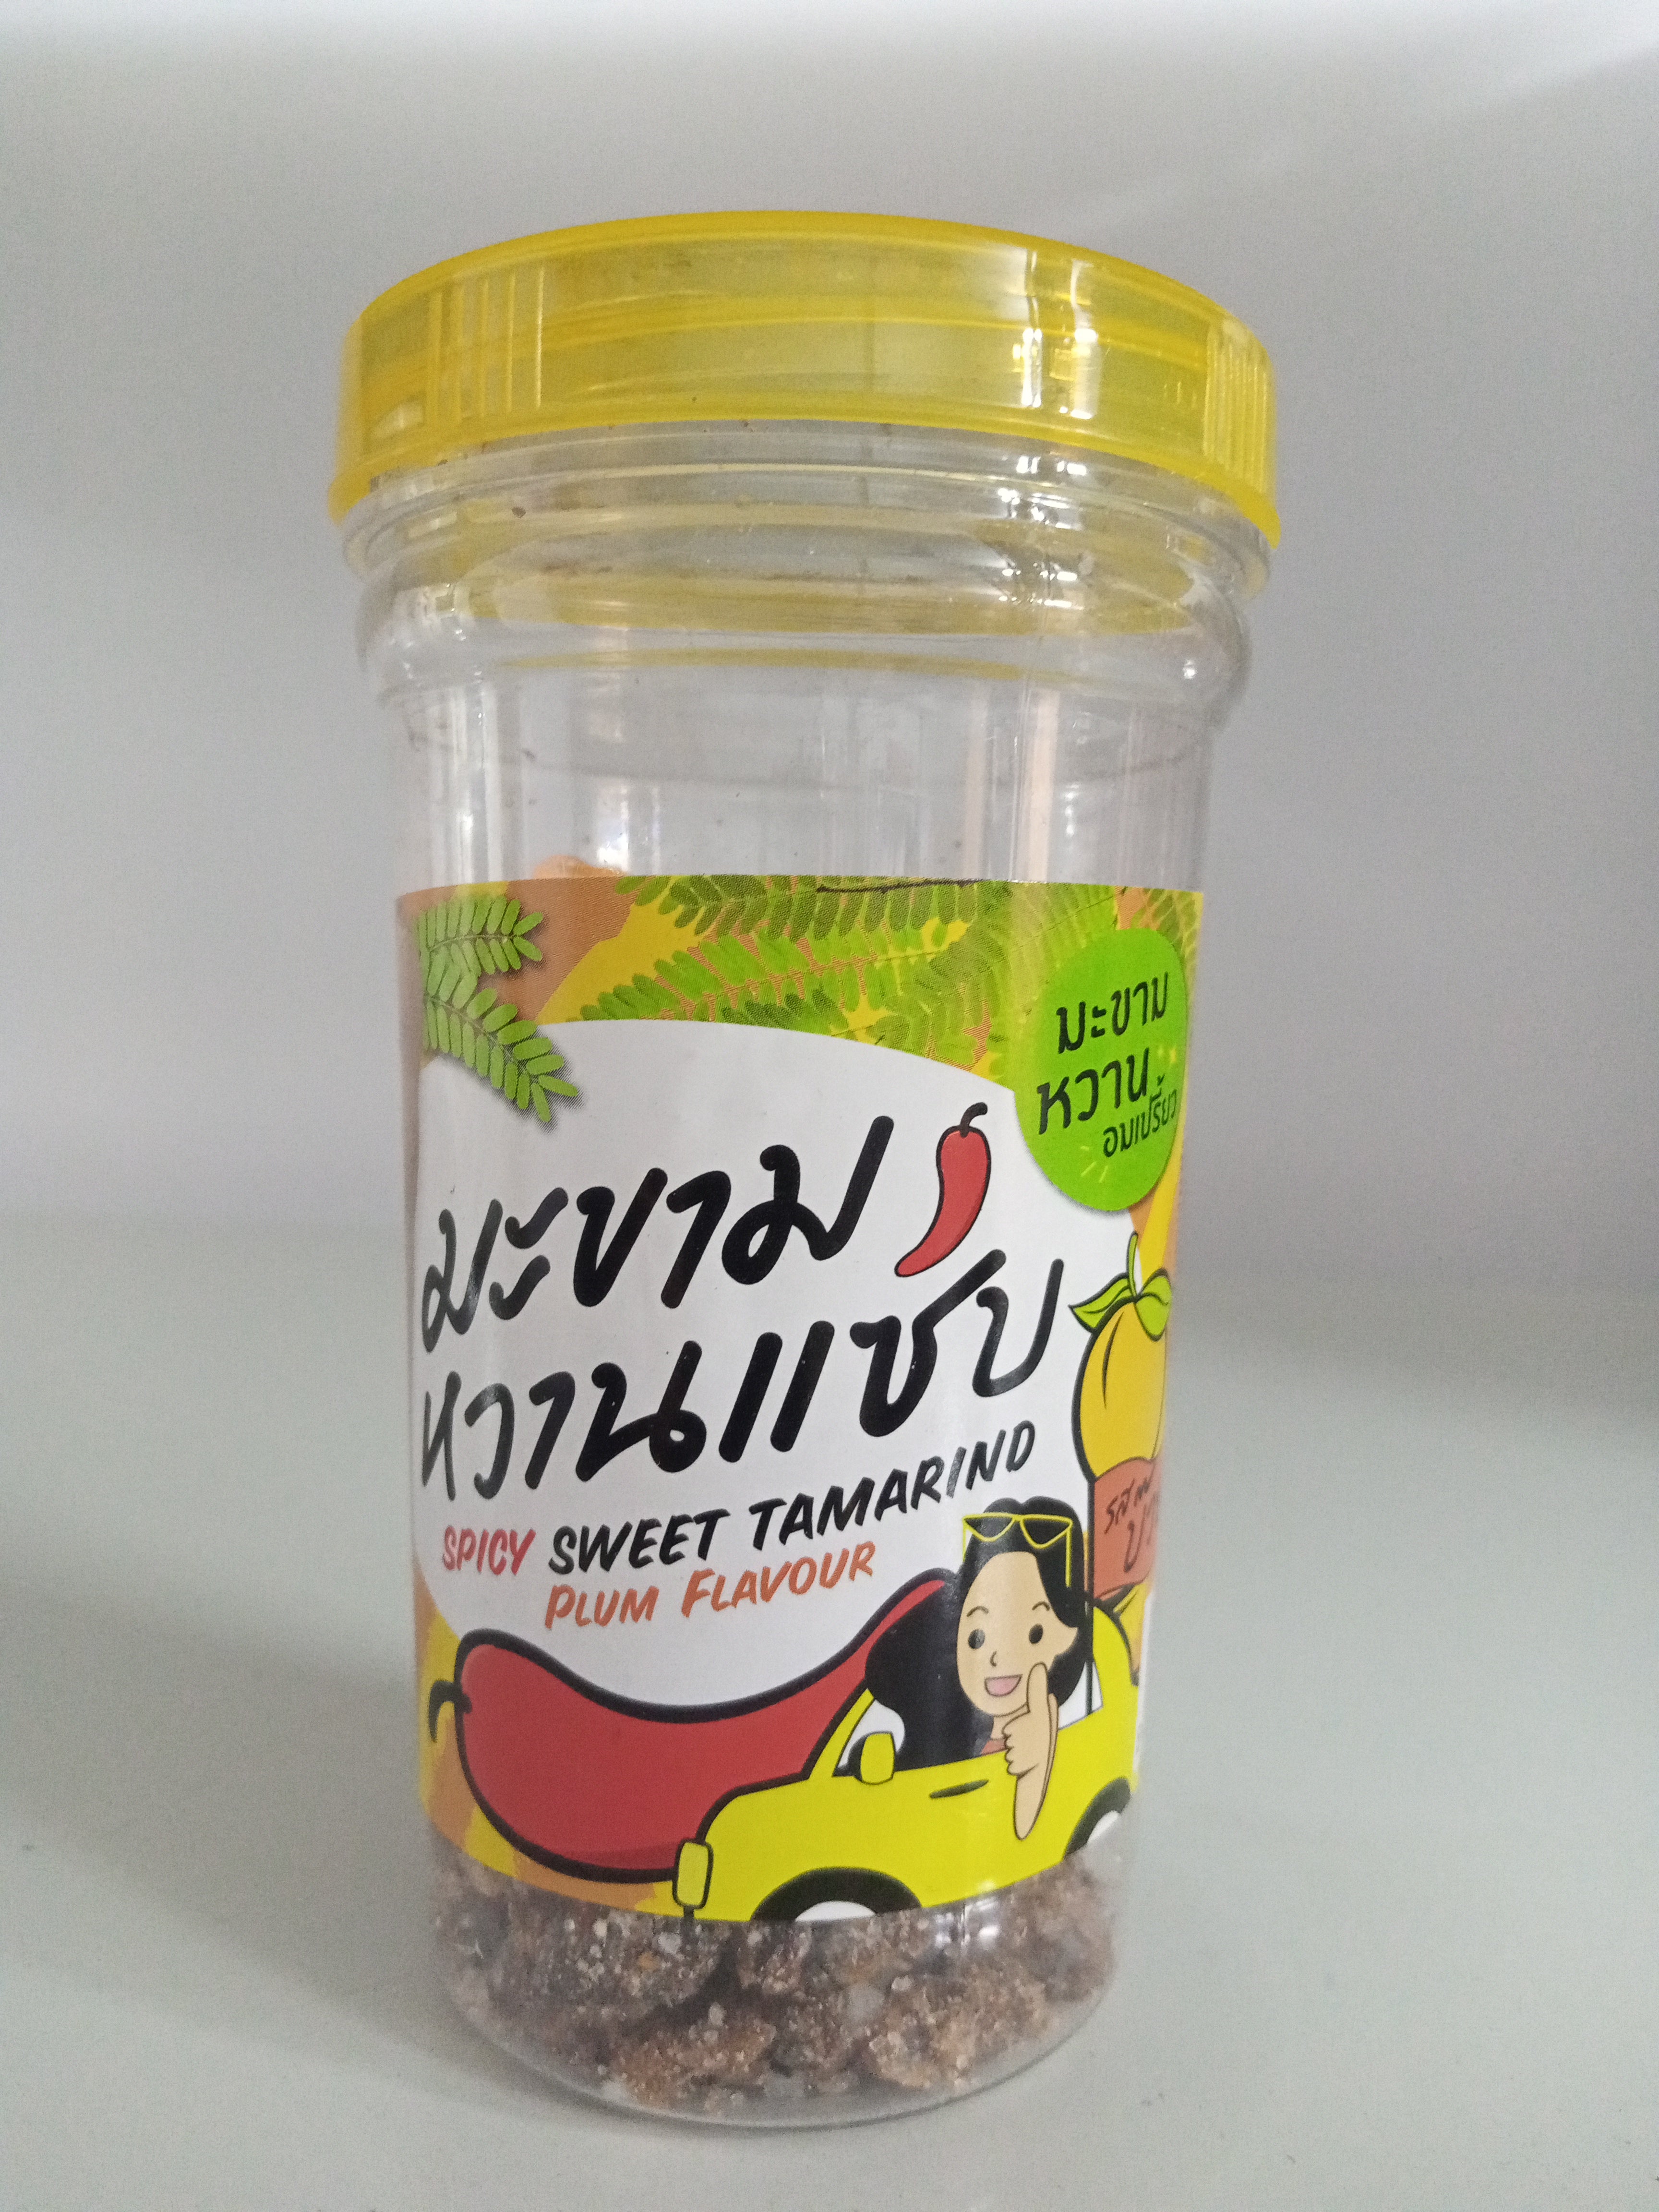 มะขาม
หวาน
อมเปรี้ยว
มะขาม
หวานแซ่บ
SPICY SWEET TAMARIND
PLUM FLAVOUR